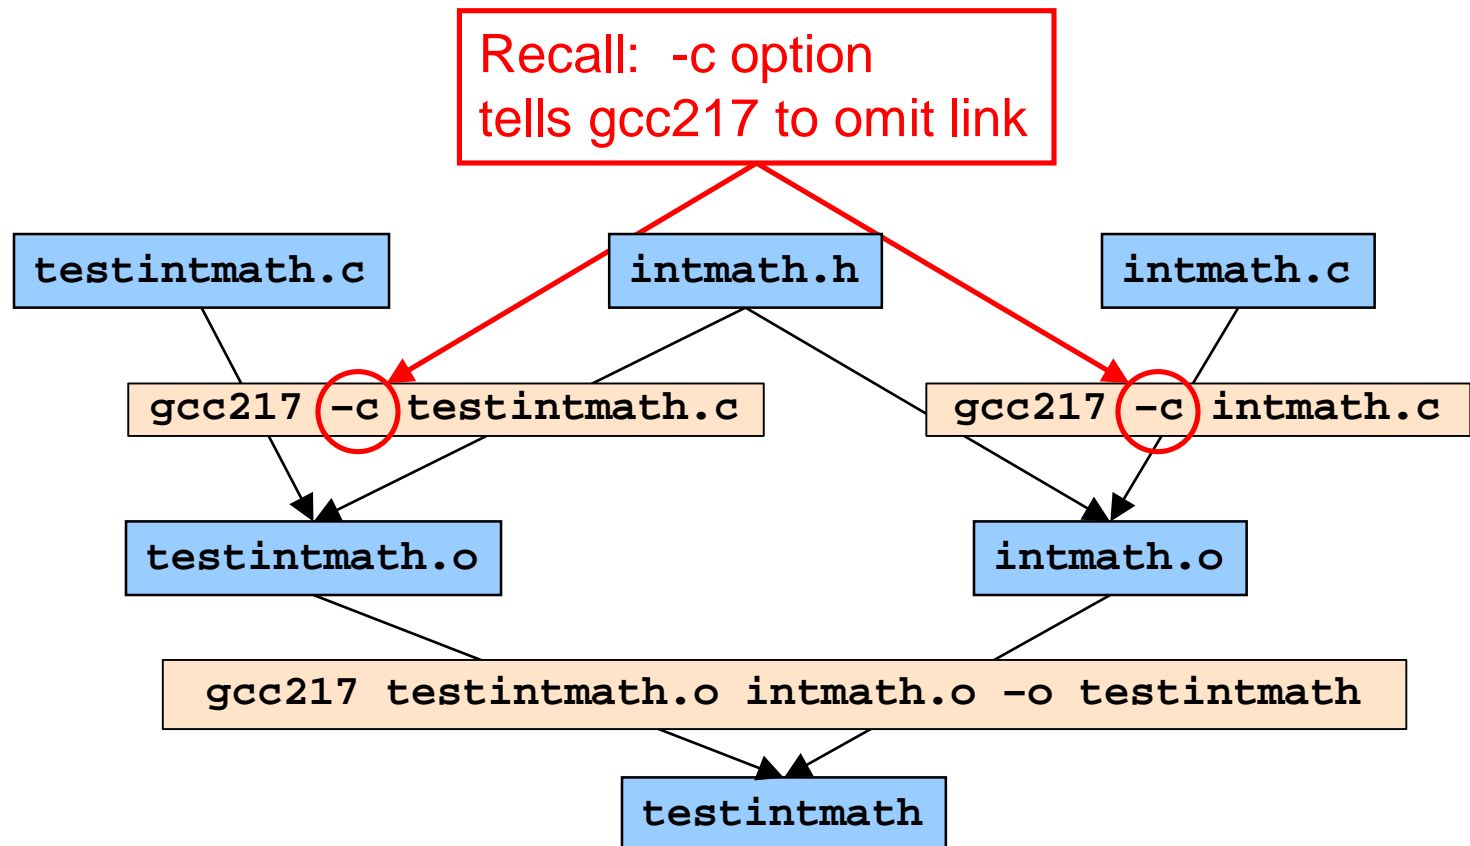 Recall: -c option
tells gcc217 to omit link
testintmath.c
intmath.h
intmath.c
gcc217 –c testintmath.c
gcc217 –c intmath.c
testintmath.o
intmath.o
gcc217 testintmath.o intmath.o –o testintmath
testintmath